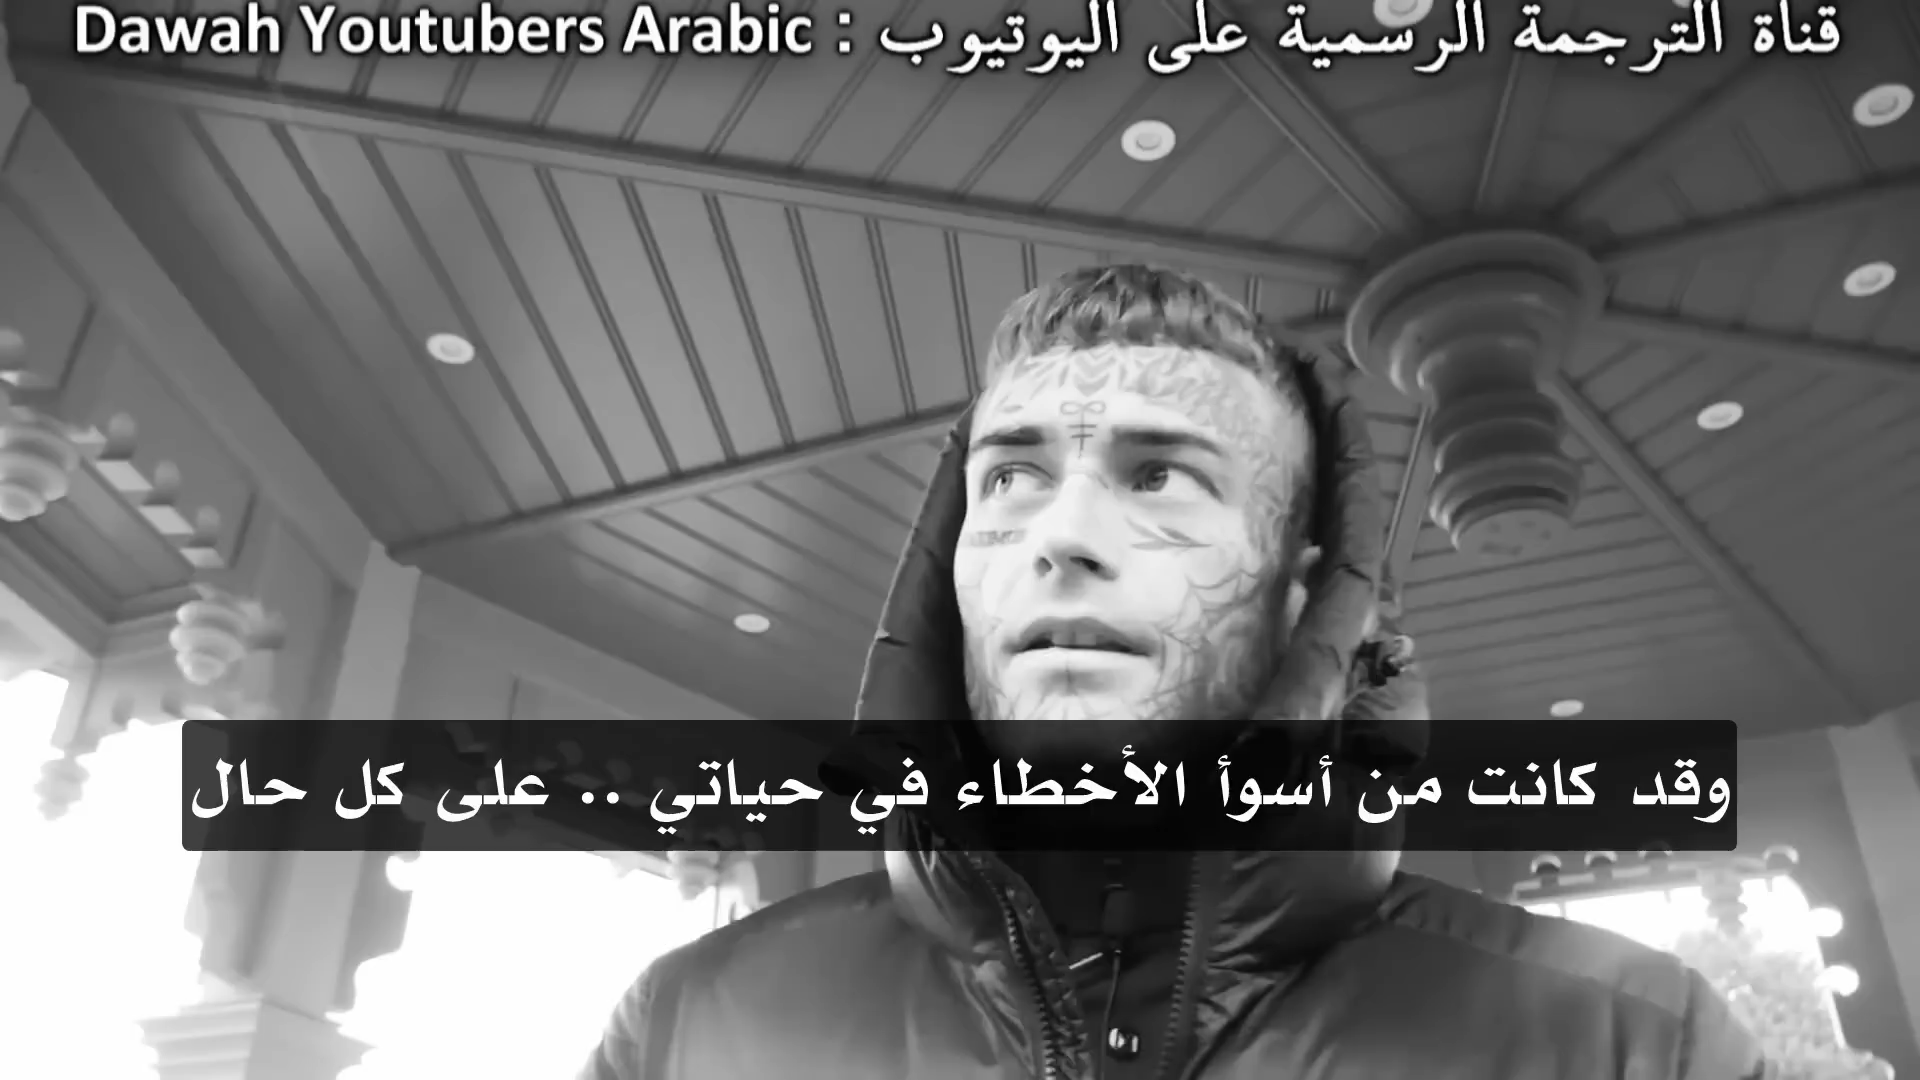 قناة الترجمة الرسمية على اليوتيوب : Dawah Youtubers Arabic
وقد كانت من أسوأ الأخطاء في حياتي .. على كل حال